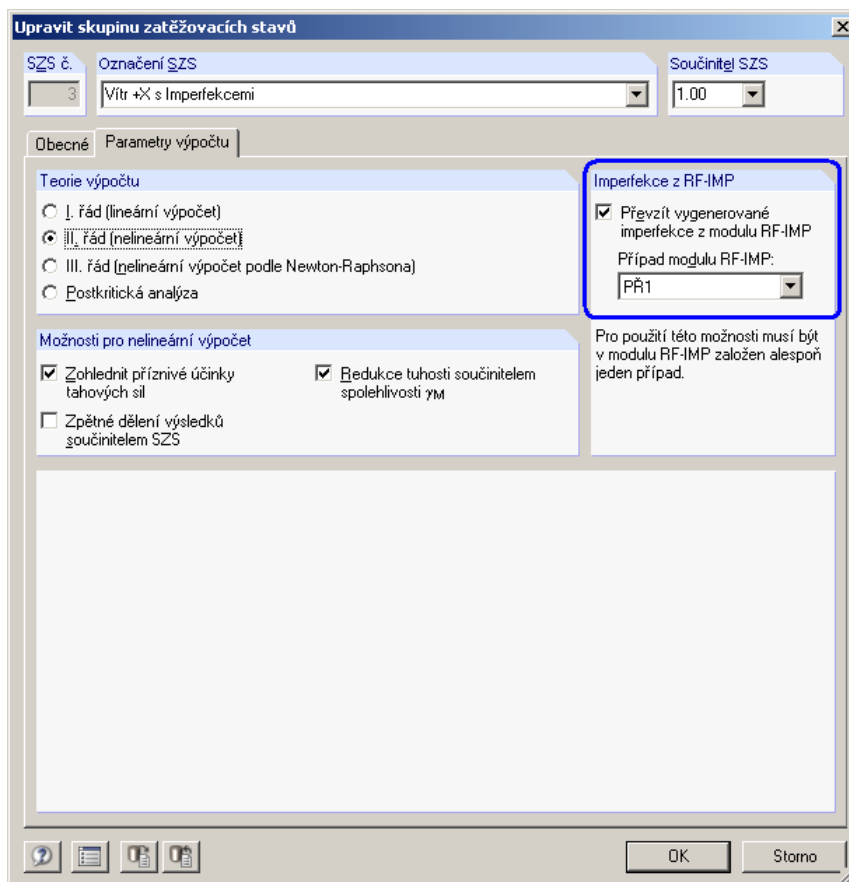 Upravit skupinu zatěžovacích stavů
SZS č.
Označení SZS
Součinitel SZS
3
Vítr +X s Imperfekcemi
1.00
Obecné
Parametry výpočtu
Teorie výpočtu
I. řád (lineární výpočet)
II. řád (nelineární výpočet)
III. řád (nelineární výpočet podle Newton-Raphsona)
Postkritická analýza
Imperfekce z RF-IMP
Převzít vygenerované
imperfekce z modulu RF-IMP
Případ modulu RF-IMP:
PŘ1
Možnosti pro nelineární výpočet
Zohlednit příznivé účinky
tahových sil
Zpětné dělení výsledků
součinitelem SZS
Redukce tuhosti součinitelem
spolehlivosti γM
Pro použití této možnosti musí být
v modulu RF-IMP založen alespoň
jeden případ.
OK
Storno